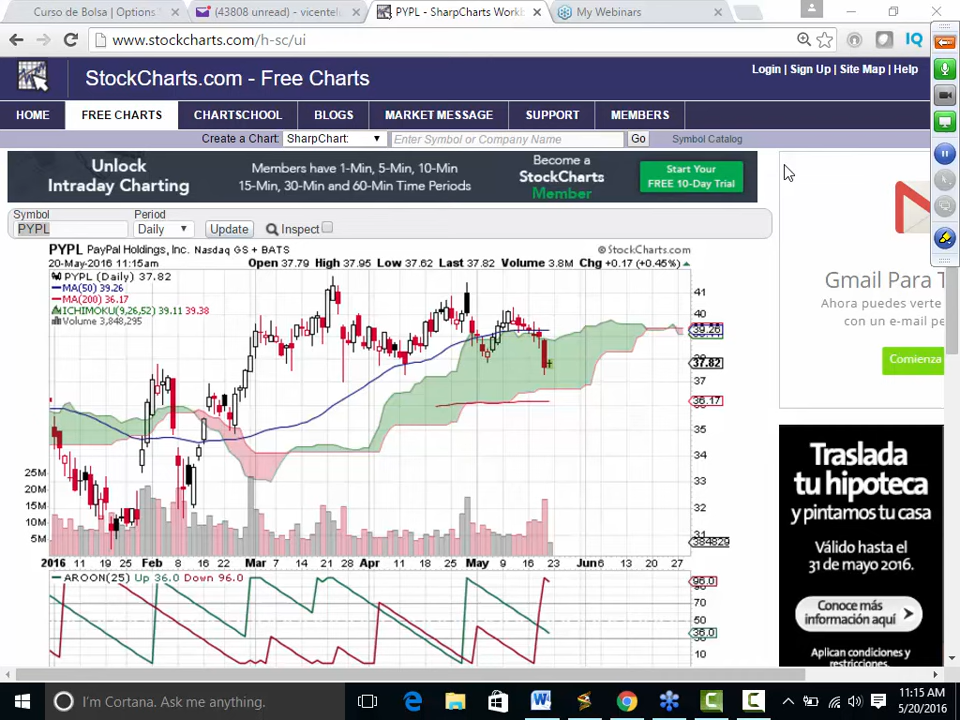 Curso de Bolsa | Options
(43808 unread) - vicentel
PYPL - SharpCharts Workb
My Webinars
www.stockcharts.com/h-sc/ui
IQ
StockCharts.com - Free Charts
Login | Sign Up | Site Map | Help
HOME FREE CHARTS CHARTSCHOOL BLOGS MARKET MESSAGE SUPPORT MEMBERS
Create a Chart: SharpChart: Enter Symbol or Company Name Go Symbol Catalog
Unlock
Intraday Charting
Members have 1-Min, 5-Min, 10-Min
15-Min, 30-Min and 60-Min Time Periods
Become a
StockCharts
Member
Start Your
FREE 10-Day Trial
Symbol Period
PYPL Daily Update Inspect
PYPL PayPal Holdings, Inc. Nasdaq GS + BATS © StockCharts.com
20-May-2016 11:15am Open 37.79 High 37.95 Low 37.62 Last 37.82 Volume 3.8M Chg +0.17 (+0.45%)
PYPL (Daily) 37.82
MA(50) 39.26
MA(200) 36.17
ICHIMOKU(9,26,52) 39.11 39.38
Volume 3,848,295
41
40
39.26
37.82
37
36.17
35
34
33
32
31
25M
20M
15M
10M
5M
2016 11 19 25 Feb 8 16 22 Mar 7 14 21 28 Apr 11 18 25 May 9 16 23 Jun 6 13 20 27
AROON(25) Up 36.0 Down 96.0
96.0
70
50
36.0
10
Gmail Para T
Ahora puedes verte
con un e-mail pe
Comienza
Traslada
tu hipoteca
y pintamos tu casa
Válido hasta el
31 de mayo 2016.
Conoce más
información aquí
Aplican condiciones y
restricciones.
I'm Cortana. Ask me anything.
11:15 AM
5/20/2016